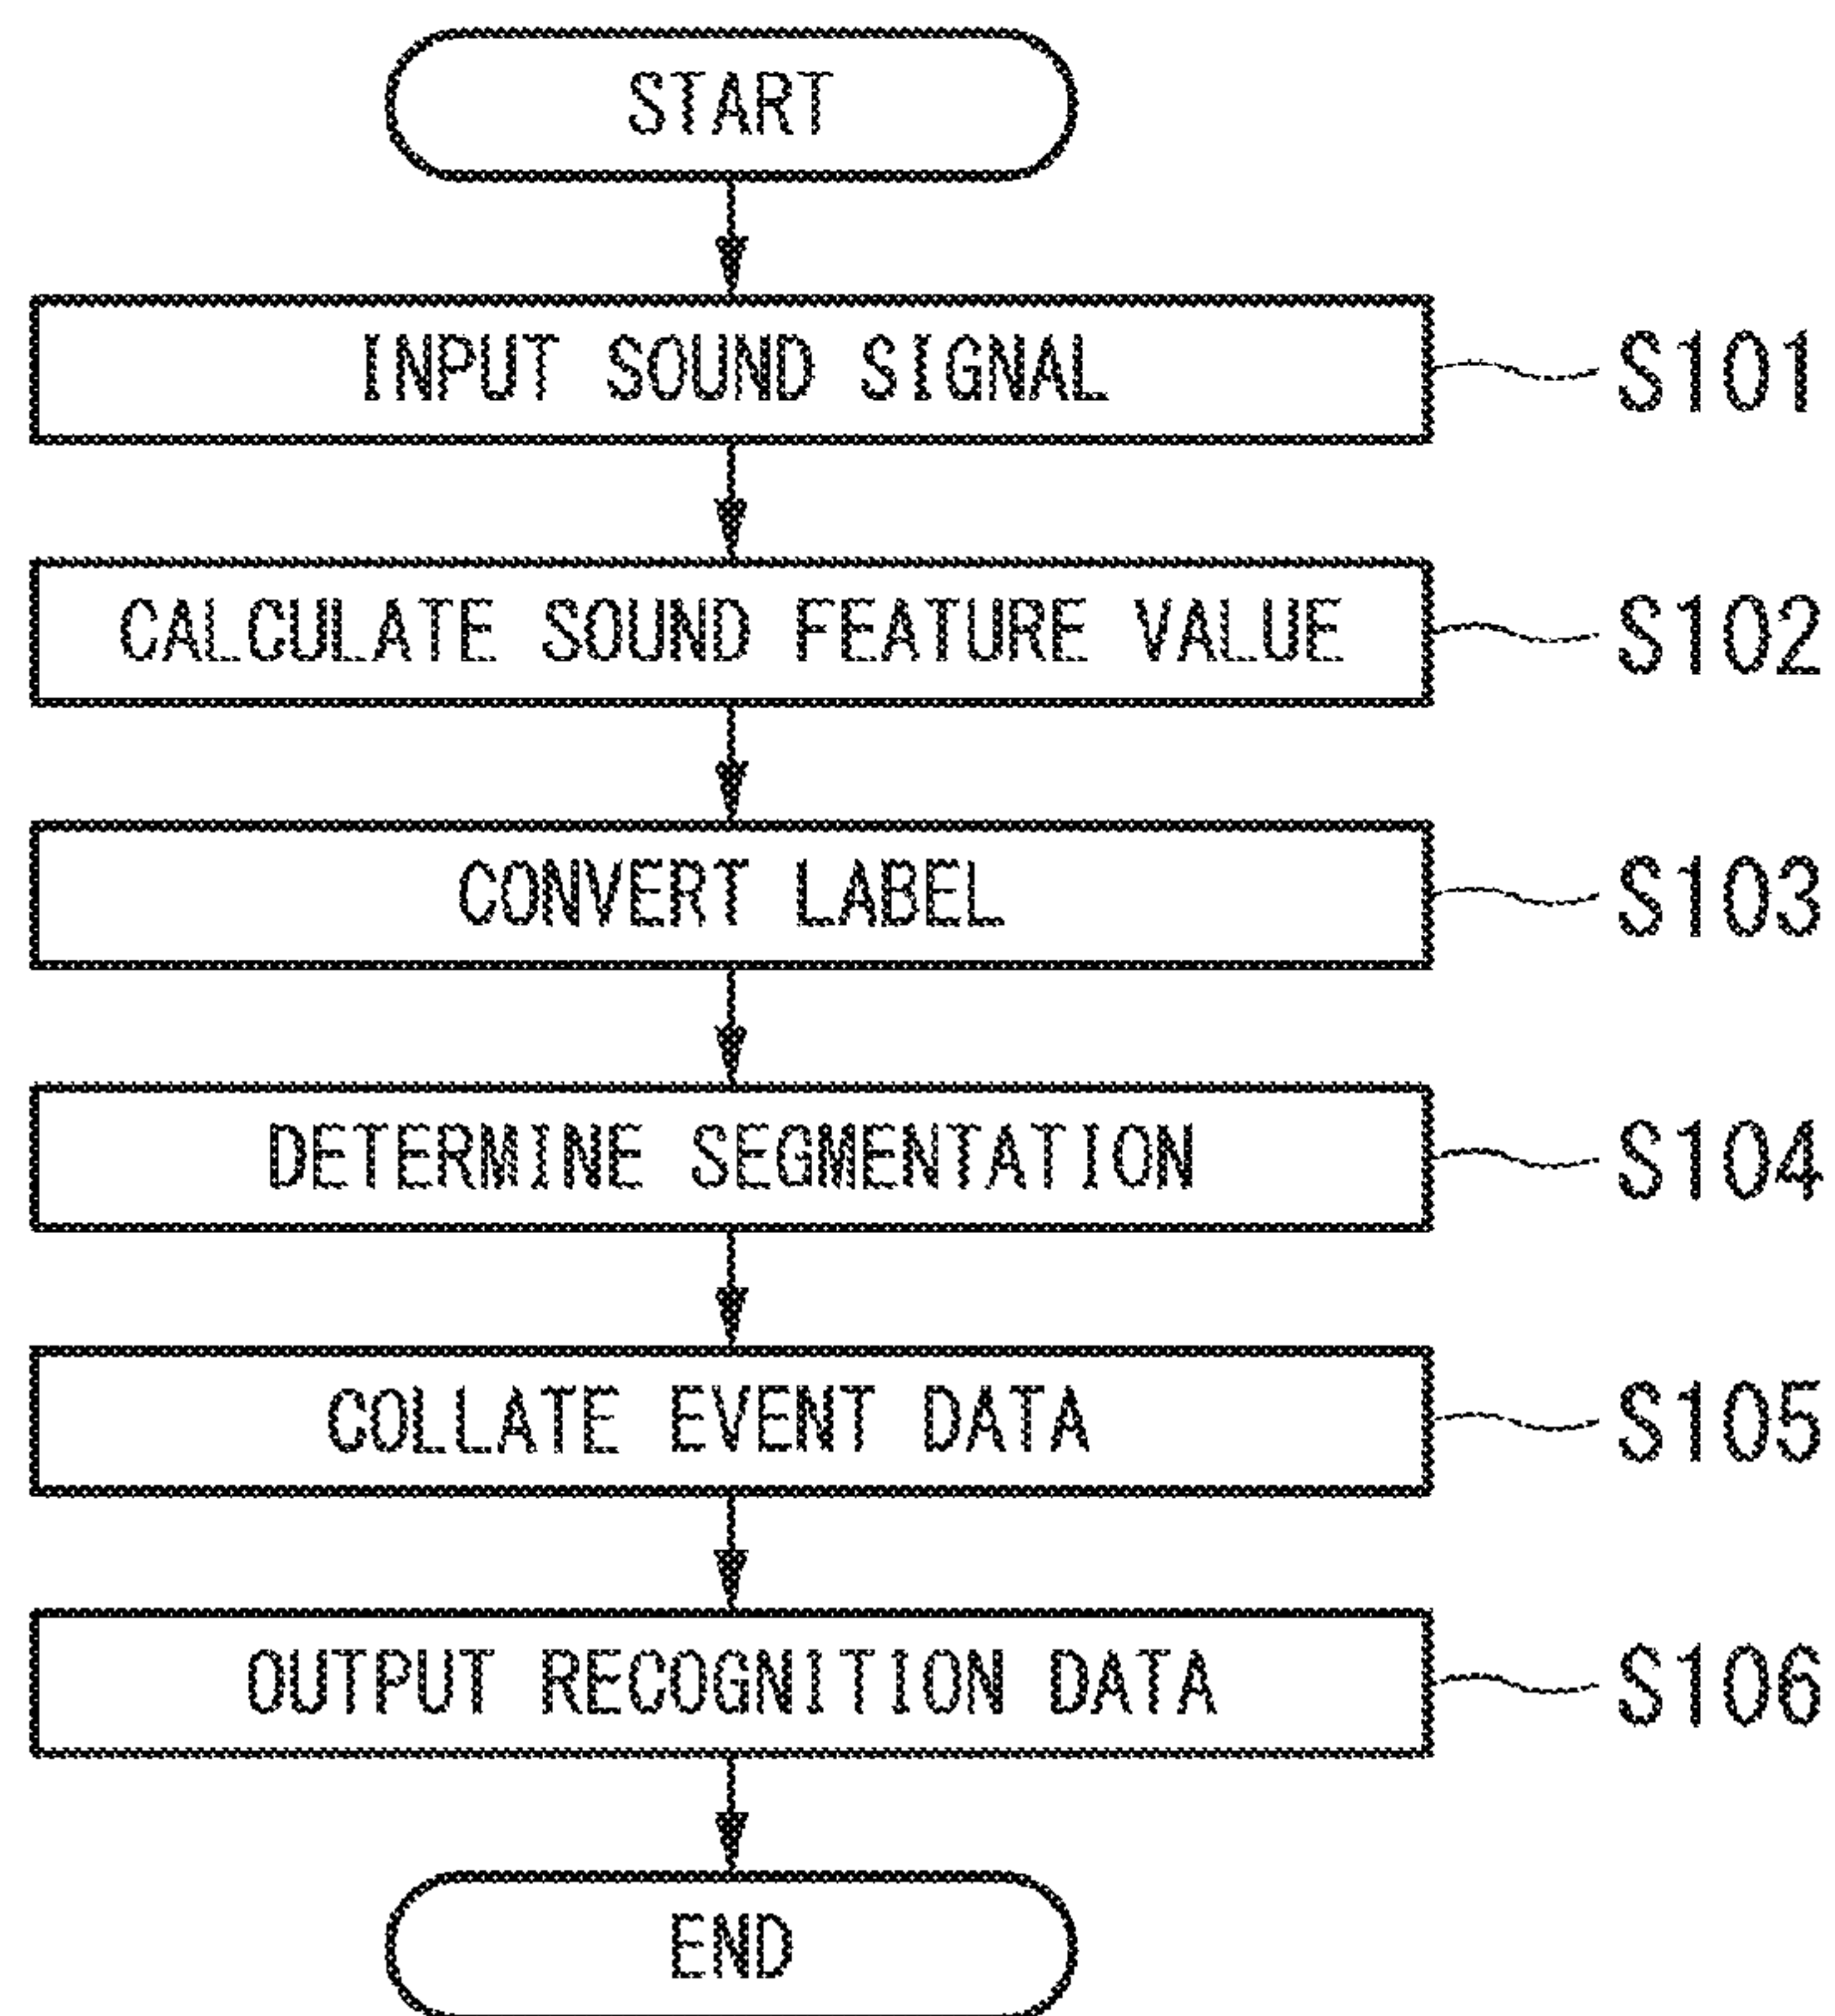 START
INPUT SOUND SIGNAL S101
CALCULATE SOUND FEATURE VALUE S102
CONVERT LABEL S103
DETERMINE SEGMENTATION S104
COLLATE EVENT DATA S105
OUTPUT RECOGNITION DATA S106
END